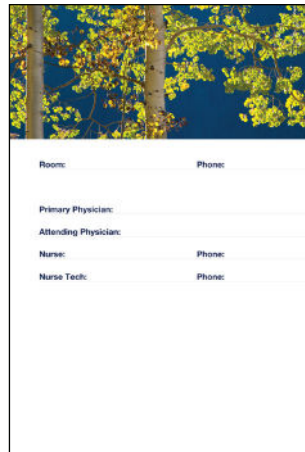 Room: Phone:
Primary Physician:
Attending Physician:
Nurse: Phone:
Nurse Tech: Phone: